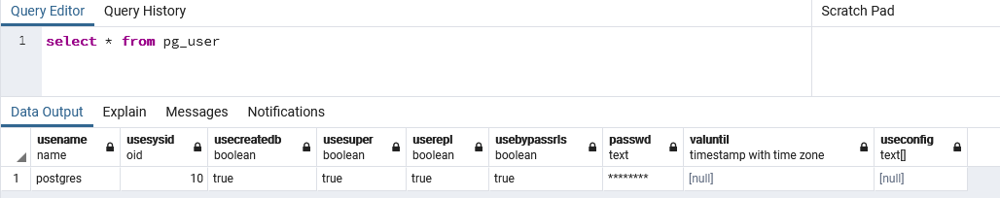 Query Editor Query History Scratch Pad
1 select * from pg_user
Data Output Explain Messages Notifications
usename usesysid usecreatedb usesuper userepl usebypassrls passwd valuntil useconfig
name oid boolean boolean boolean boolean text timestamp with time zone text[]
1 postgres 10 true true true true ******** [null] [null]